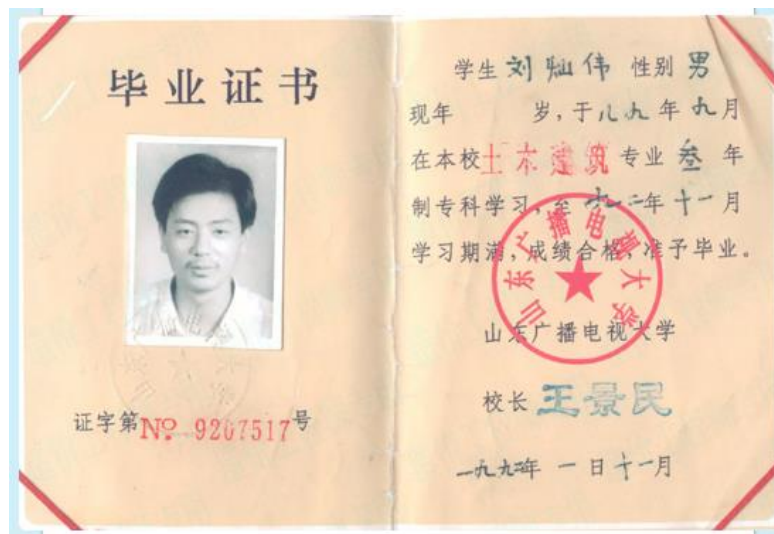 毕业证书
证字第№ 9207517号
学生刘灿伟 性别 男
现年 岁,于八九年九月
在本校土木建筑专业叁年
制专科学习,至 年十一月
学习期满,成绩合格,准予毕业。
山东广播电视大学
山东广播电视大学
校长 王景民
一九九二年 一日十一月